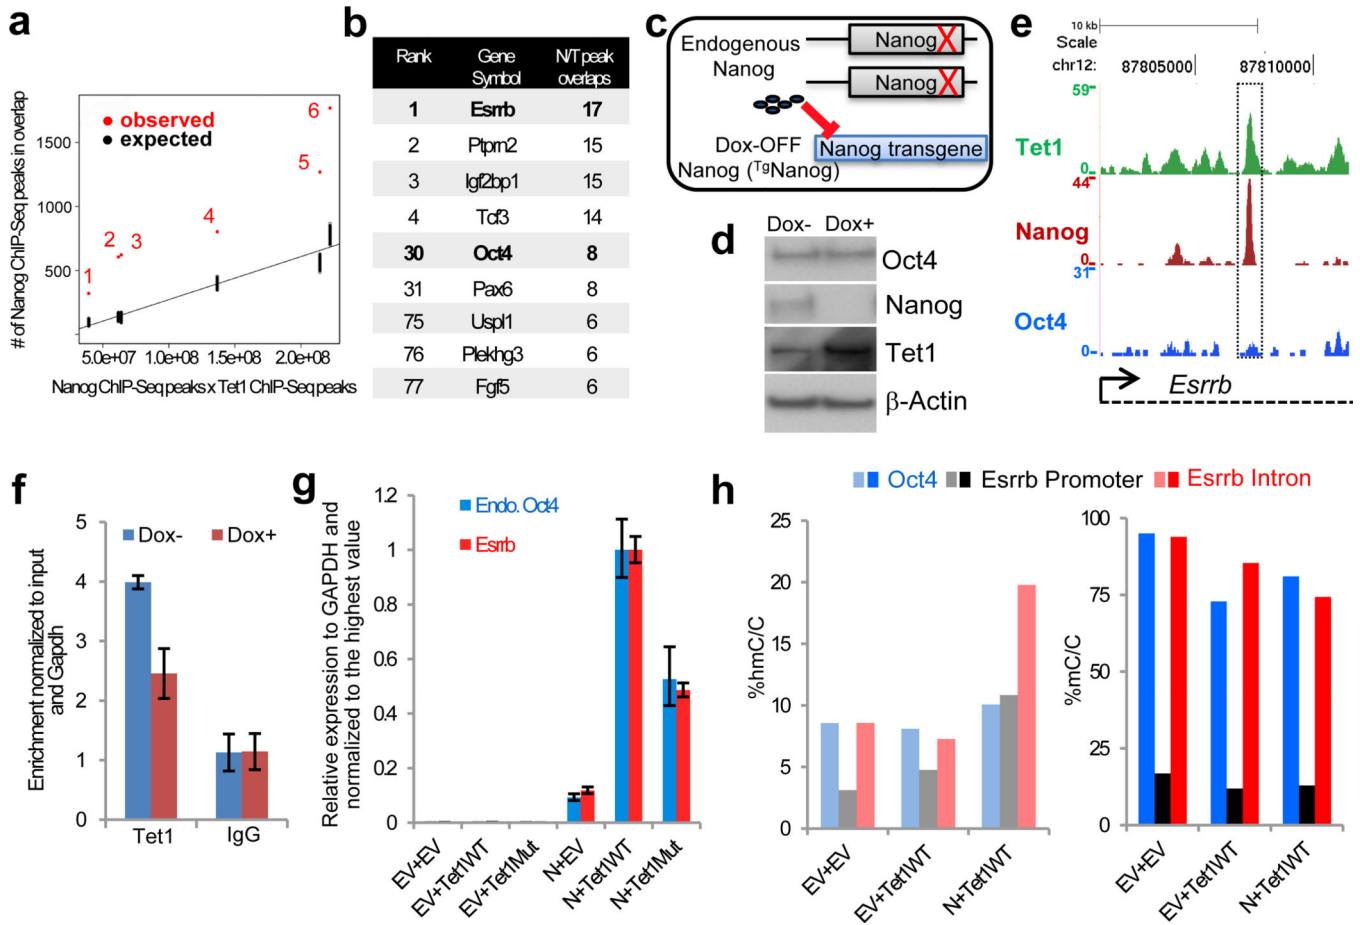 a
# of Nanog ChIP-Seq peaks in overlap
1500
1000
500
observed
expected
1
2
3
4
5
6
5.0e+07 1.0e+08 1.5e+08 2.0e+08
Nanog ChIP-Seq peaks x Tet1 ChIP-Seq peaks
b
Rank Gene Symbol N/T peak overlaps
1 Esrrb 17
2 Ptprn2 15
3 Igf2bp1 15
4 Tcf3 14
30 Oct4 8
31 Pax6 8
75 Uspl1 6
76 Plekhg3 6
77 Fgf5 6
c
Endogenous Nanog
Nanog
Nanog
Dox-OFF
Nanog (TgNanog)
Nanog transgene
d
Dox- Dox+
Oct4
Nanog
Tet1
β-Actin
e
10 kb
Scale
chr12: 87805000 87810000
59
Tet1
0
44
Nanog
0
31
Oct4
0
Esrrb
f
Enrichment normalized to input and Gapdh
5
4
3
2
1
0
Dox- Dox+
Tet1 IgG
g
Relative expression to GAPDH and normalized to the highest value
1.2
1
0.8
0.6
0.4
0.2
0
Endo. Oct4
Esrrb
EV+EV
EV+Tet1WT
EV+Tet1Mut
N+EV
N+Tet1WT
N+Tet1Mut
h
Oct4 Esrrb Promoter Esrrb Intron
%hmC/C
25
20
15
10
5
0
EV+EV
EV+Tet1WT
N+Tet1WT
%mC/C
100
75
50
25
0
EV+EV
EV+Tet1WT
N+Tet1WT